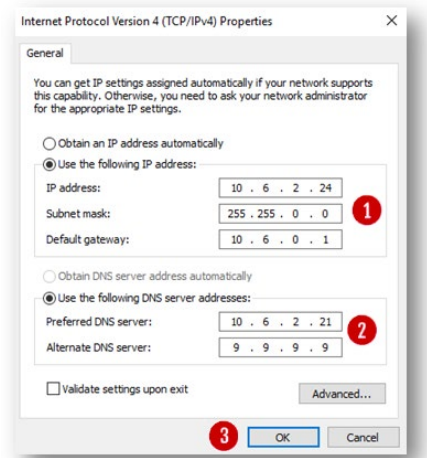 Internet Protocol Version 4 (TCP/IPv4) Properties
General
You can get IP settings assigned automatically if your network supports
this capability. Otherwise, you need to ask your network administrator
for the appropriate IP settings.
Obtain an IP address automatically
Use the following IP address:
IP address: 10 . 6 . 2 . 24
Subnet mask: 255 . 255 . 0 . 0
1
Default gateway: 10 . 6 . 0 . 1
Obtain DNS server address automatically
Use the following DNS server addresses:
Preferred DNS server: 10 . 6 . 2 . 21
2
Alternate DNS server: 9 . 9 . 9 . 9
Validate settings upon exit
Advanced...
3 OK Cancel